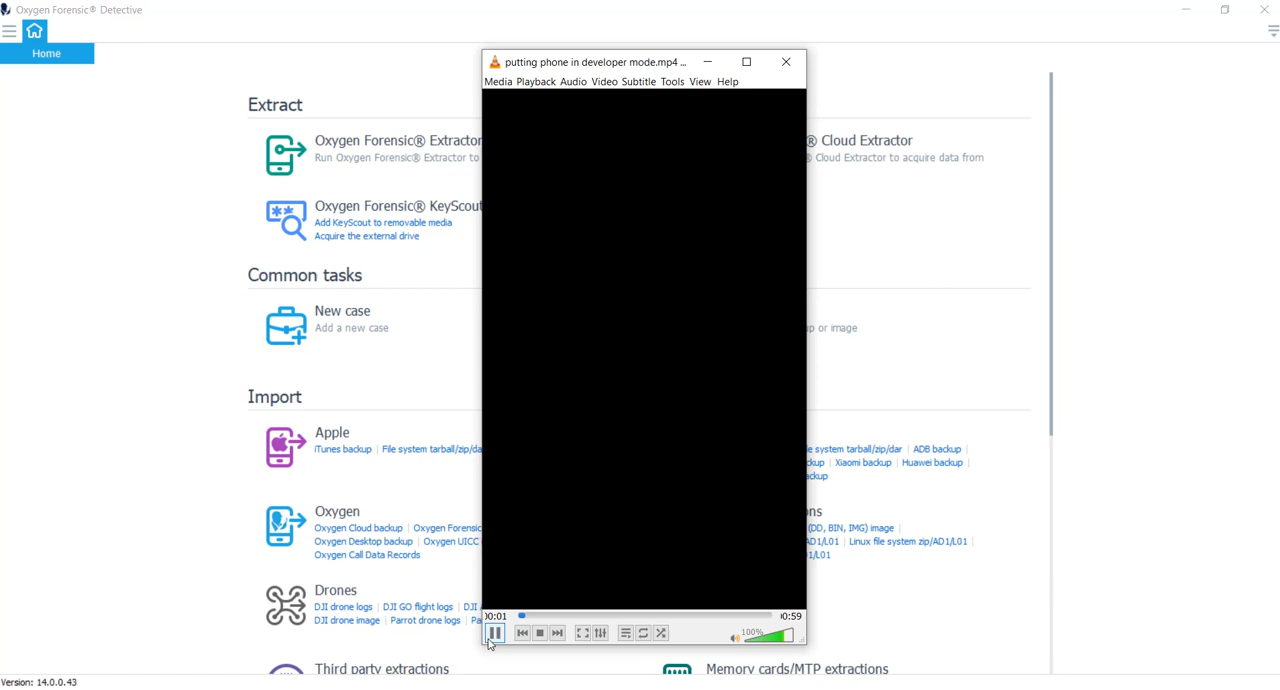 Oxygen Forensic® Detective
Home
putting phone in developer mode.mp4 ...
Media Playback Audio Video Subtitle Tools View Help
Extract
Oxygen Forensic® Extractor
Run Oxygen Forensic® Extractor to
® Cloud Extractor
® Cloud Extractor to acquire data from
Oxygen Forensic® KeyScout
Add KeyScout to removable media
Acquire the external drive
Common tasks
New case
Add a new case
p or image
Import
Apple
iTunes backup | File system tarball/zip/da
le system tarball/zip/dar | ADB backup |
ckup | Xiaomi backup | Huawei backup |
ackup
Oxygen
Oxygen Cloud backup | Oxygen Forensic
Oxygen Desktop backup | Oxygen UICC
Oxygen Call Data Records
ons
(DD, BIN, IMG) image |
AD1/L01 | Linux file system zip/AD1/L01 |
1/L01
Drones
DJI drone logs | DJI GO flight logs | DJI
DJI drone image | Parrot drone logs | Pa
00:01
00:59
100%
Third party extractions
Memory cards/MTP extractions
Version: 14.0.0.43